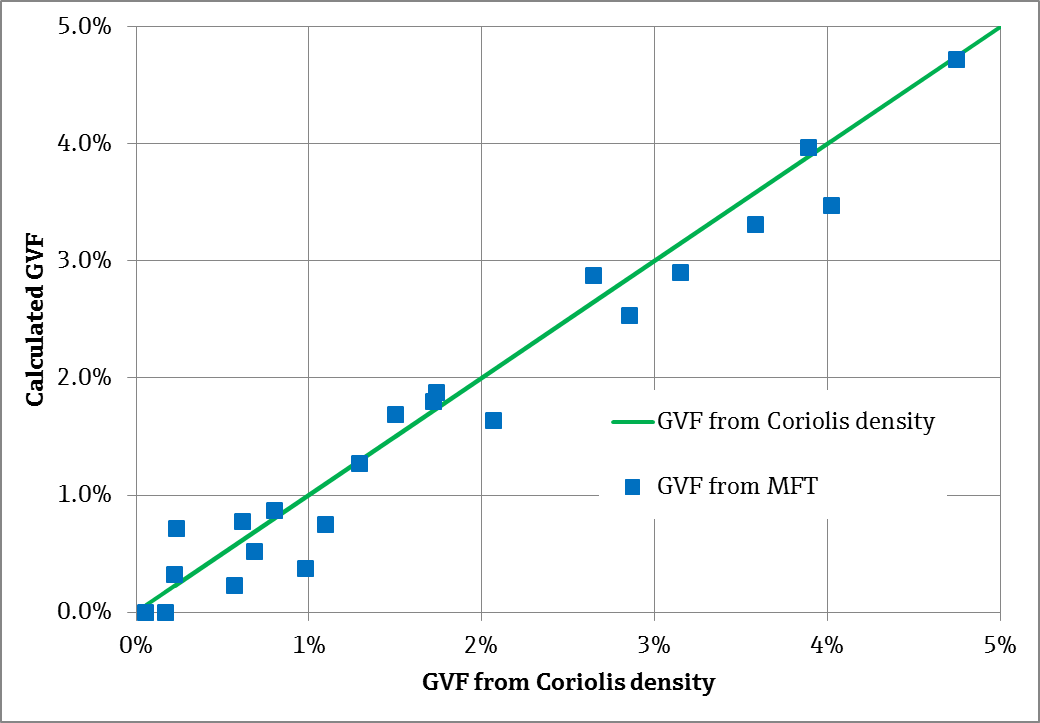 5.0%
4.0%
3.0%
2.0%
1.0%
0.0%
Calculated GVF
GVF from Coriolis density
GVF from MFT
0% 1% 2% 3% 4% 5%
GVF from Coriolis density